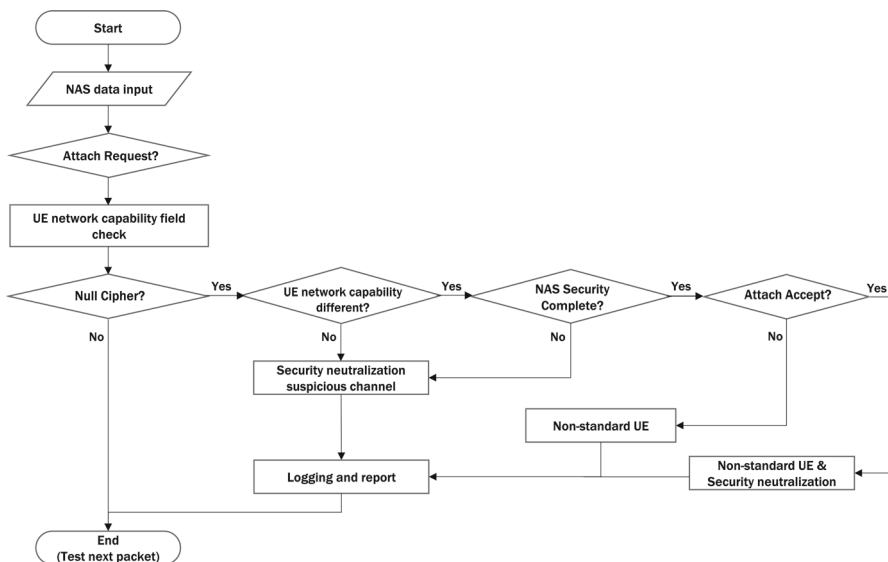 Start
NAS data input
Attach Request?
UE network capability field
check
Null Cipher?
Yes
UE network capability
different?
Yes
NAS Security
Complete?
Yes
Attach Accept?
Yes
No
No
No
No
Security neutralization
suspicious channel
Non-standard UE
Logging and report
Non-standard UE &
Security neutralization
End
(Test next packet)